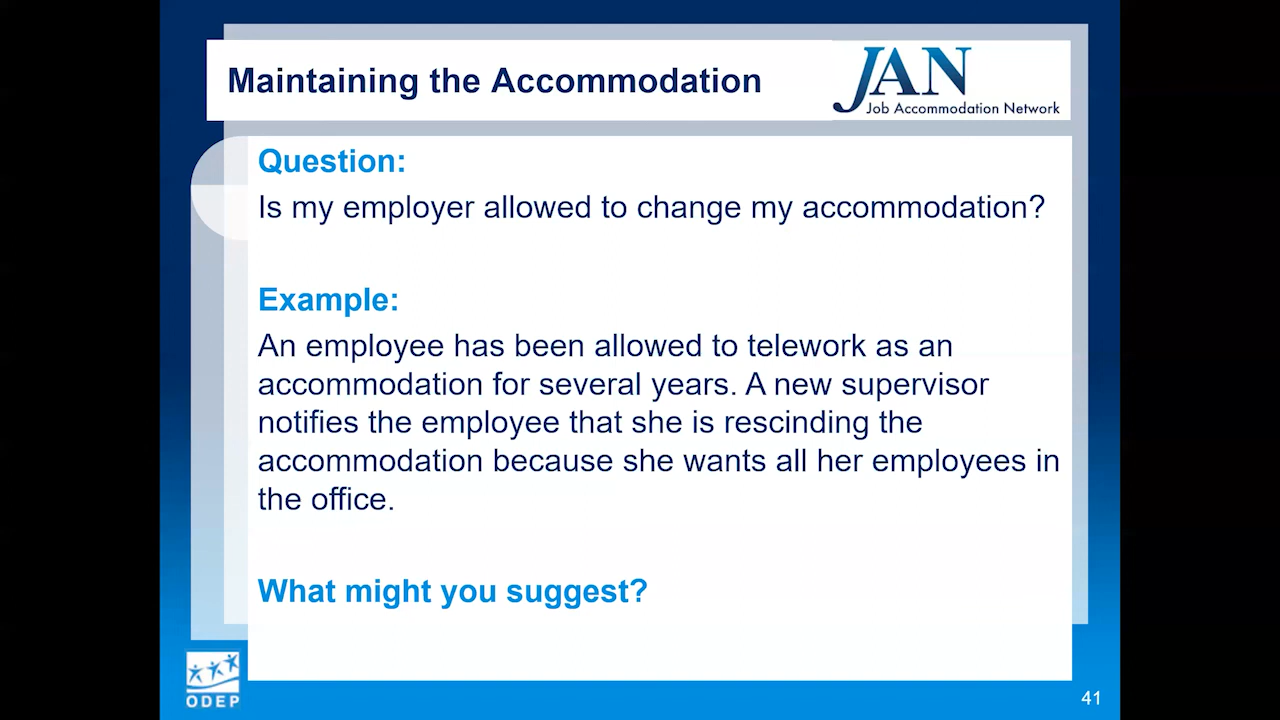 Maintaining the Accommodation
JAN
Job Accommodation Network
Question:
Is my employer allowed to change my accommodation?
Example:
An employee has been allowed to telework as an
accommodation for several years. A new supervisor
notifies the employee that she is rescinding the
accommodation because she wants all her employees in
the office.
What might you suggest?
ODEP
41